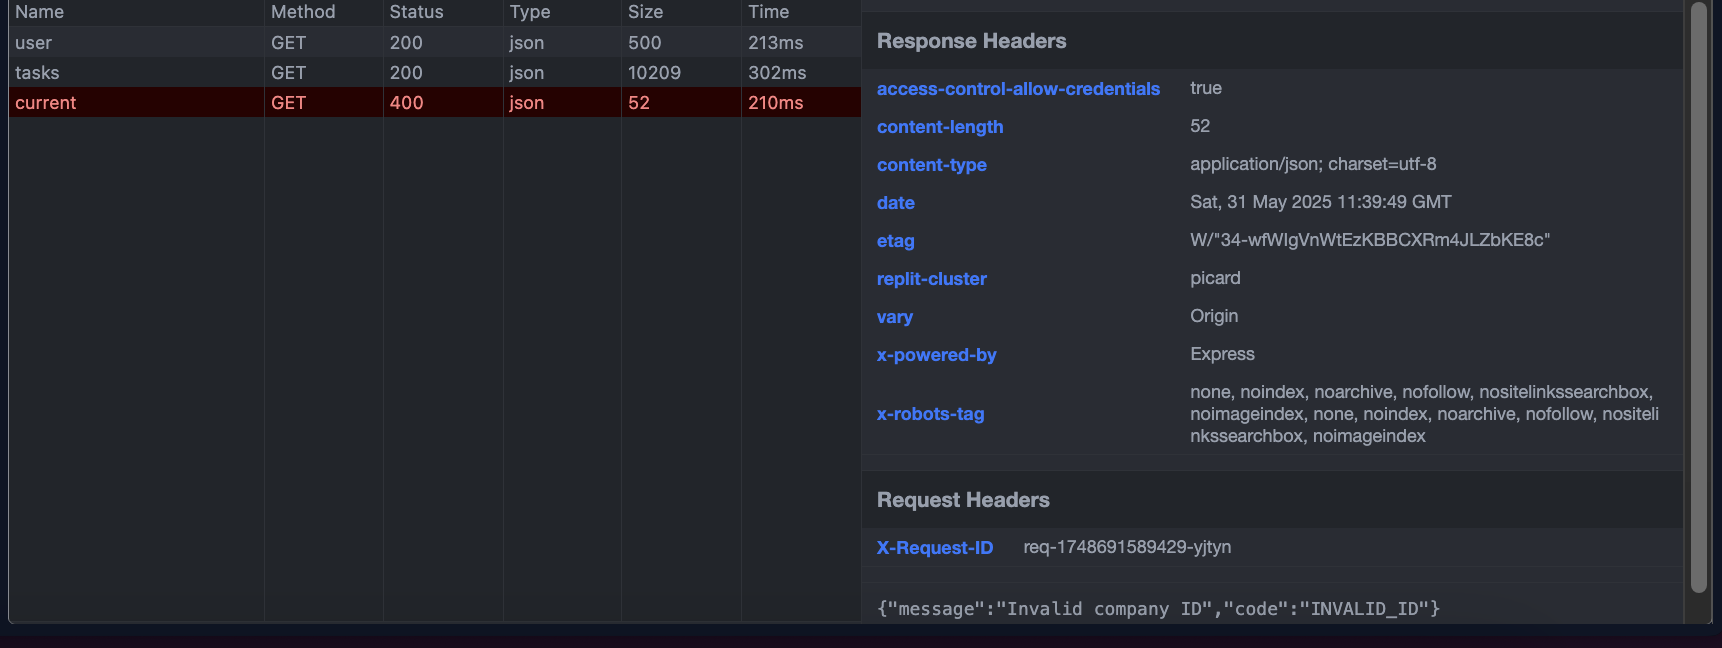 Name Method Status Type Size Time
user GET 200 json 500 213ms
tasks GET 200 json 10209 302ms
current GET 400 json 52 210ms
Response Headers
access-control-allow-credentials true
content-length 52
content-type application/json; charset=utf-8
date Sat, 31 May 2025 11:39:49 GMT
etag W/"34-wfWIgVnWtEzKBBCXRm4JLZbKE8c"
replit-cluster picard
vary Origin
x-powered-by Express
x-robots-tag none, noindex, noarchive, nofollow, nositelinkssearchbox,
noimageindex, none, noindex, noarchive, nofollow, nositeli
nkssearchbox, noimageindex
Request Headers
X-Request-ID req-1748691589429-yjtyn
{"message":"Invalid company ID","code":"INVALID_ID"}